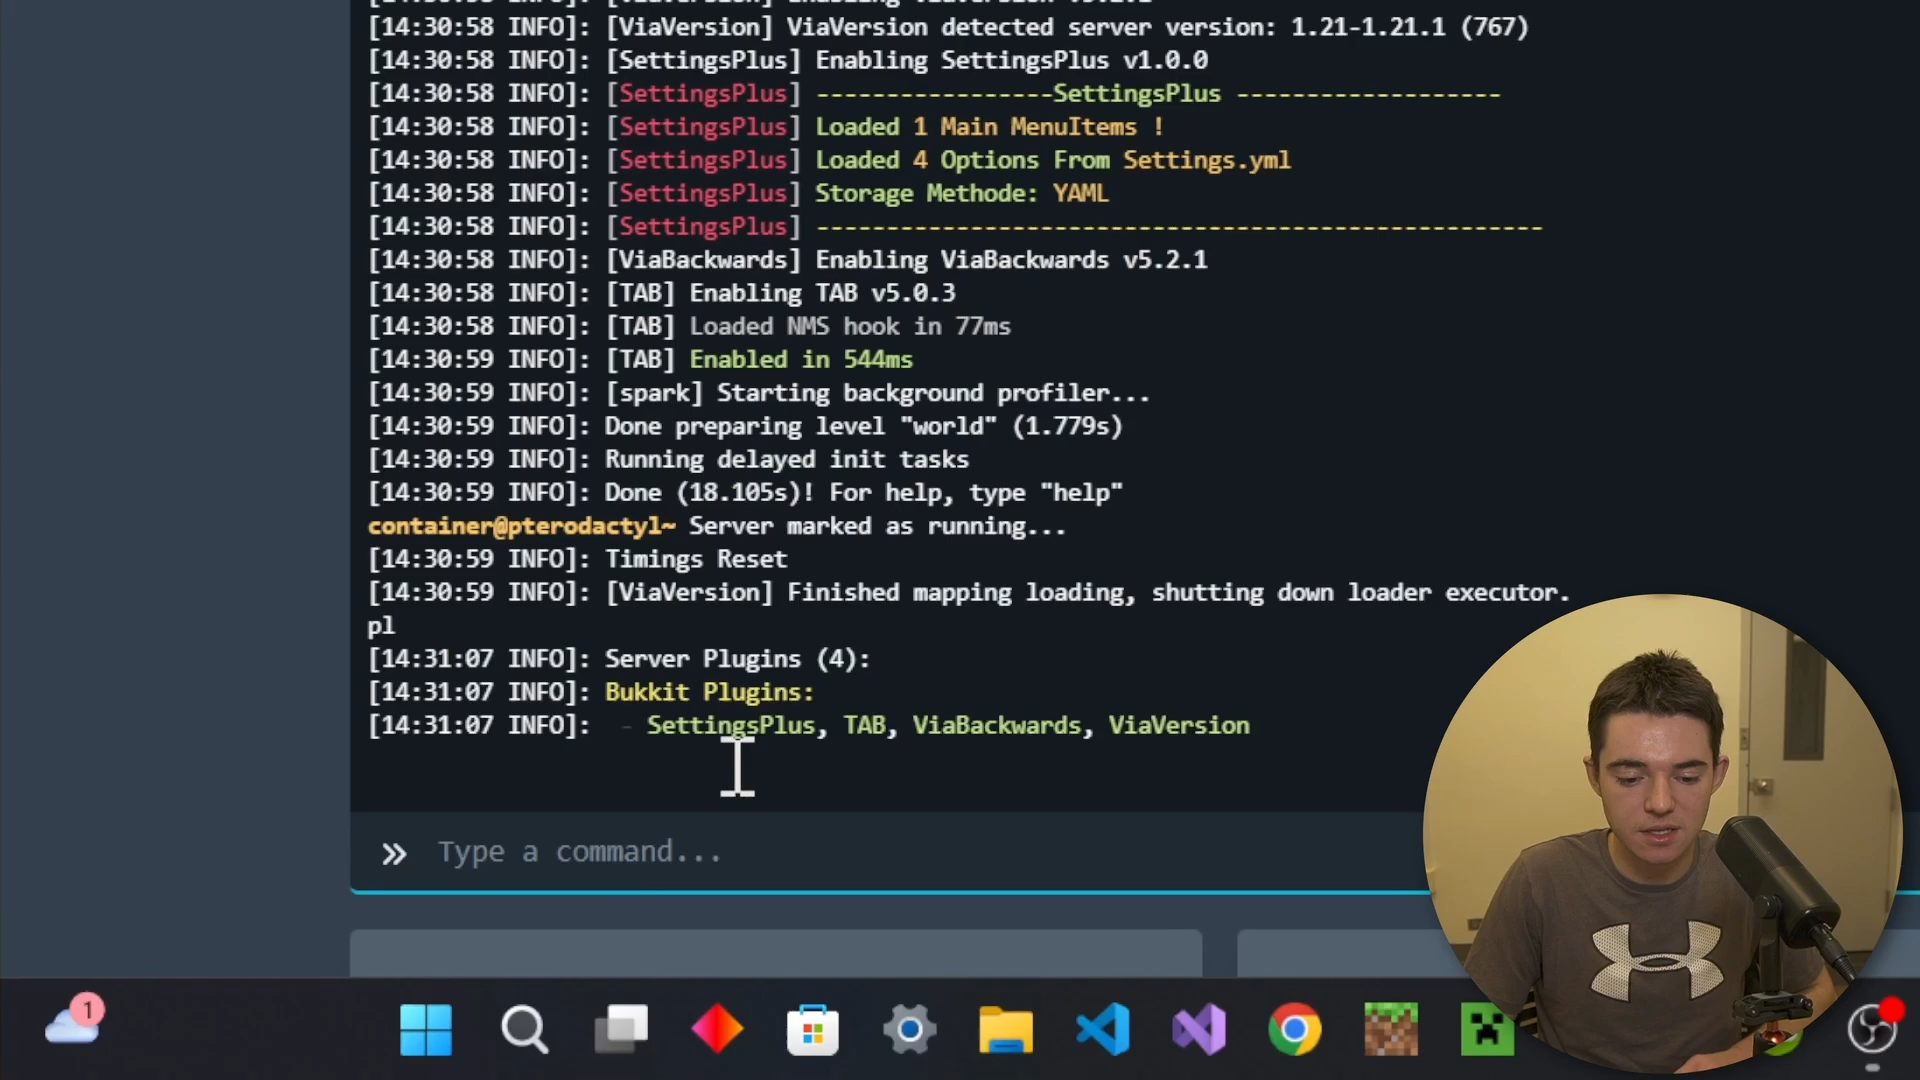 [14:30:58 INFO]: [ViaVersion] ViaVersion detected server version: 1.21-1.21.1 (767)
[14:30:58 INFO]: [SettingsPlus] Enabling SettingsPlus v1.0.0
[14:30:58 INFO]: [SettingsPlus] -----------------SettingsPlus -------------------
[14:30:58 INFO]: [SettingsPlus] Loaded 1 Main MenuItems !
[14:30:58 INFO]: [SettingsPlus] Loaded 4 Options From Settings.yml
[14:30:58 INFO]: [SettingsPlus] Storage Methode: YAML
[14:30:58 INFO]: [SettingsPlus] ----------------------------------------------------
[14:30:58 INFO]: [ViaBackwards] Enabling ViaBackwards v5.2.1
[14:30:58 INFO]: [TAB] Enabling TAB v5.0.3
[14:30:58 INFO]: [TAB] Loaded NMS hook in 77ms
[14:30:59 INFO]: [TAB] Enabled in 544ms
[14:30:59 INFO]: [spark] Starting background profiler...
[14:30:59 INFO]: Done preparing level "world" (1.779s)
[14:30:59 INFO]: Running delayed init tasks
[14:30:59 INFO]: Done (18.105s)! For help, type "help"
container@pterodactyl~ Server marked as running...
[14:30:59 INFO]: Timings Reset
[14:30:59 INFO]: [ViaVersion] Finished mapping loading, shutting down loader executor.
pl
[14:31:07 INFO]: Server Plugins (4):
[14:31:07 INFO]: Bukkit Plugins:
[14:31:07 INFO]:  - SettingsPlus, TAB, ViaBackwards, ViaVersion
» Type a command...
1